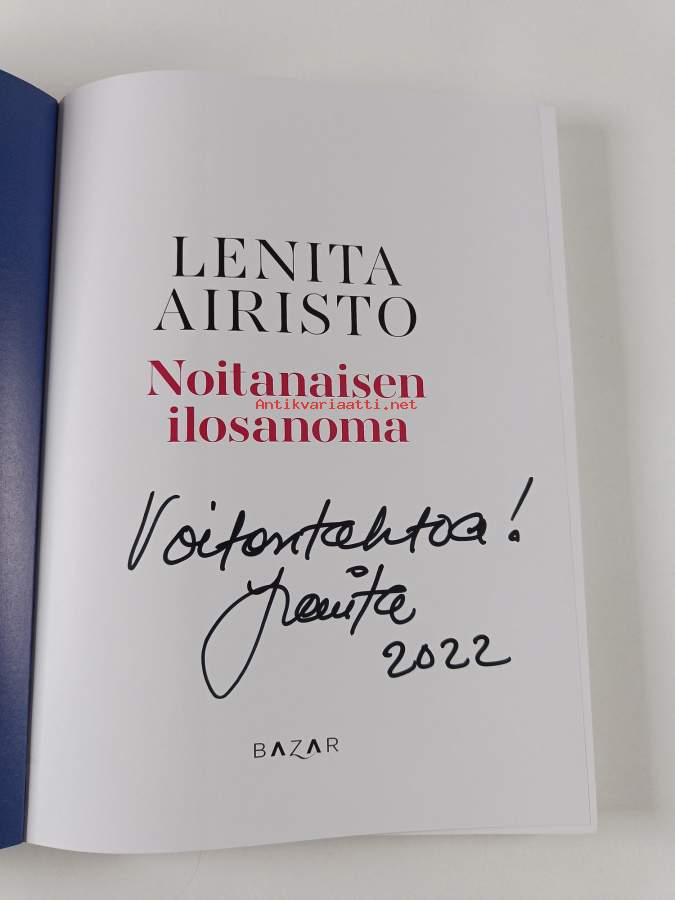 LENITA
AIRISTO
Noitanaisen
Antikvariaatti.net
ilosanoma
Voitontahtoa!
Lenita
2022
BAZAR